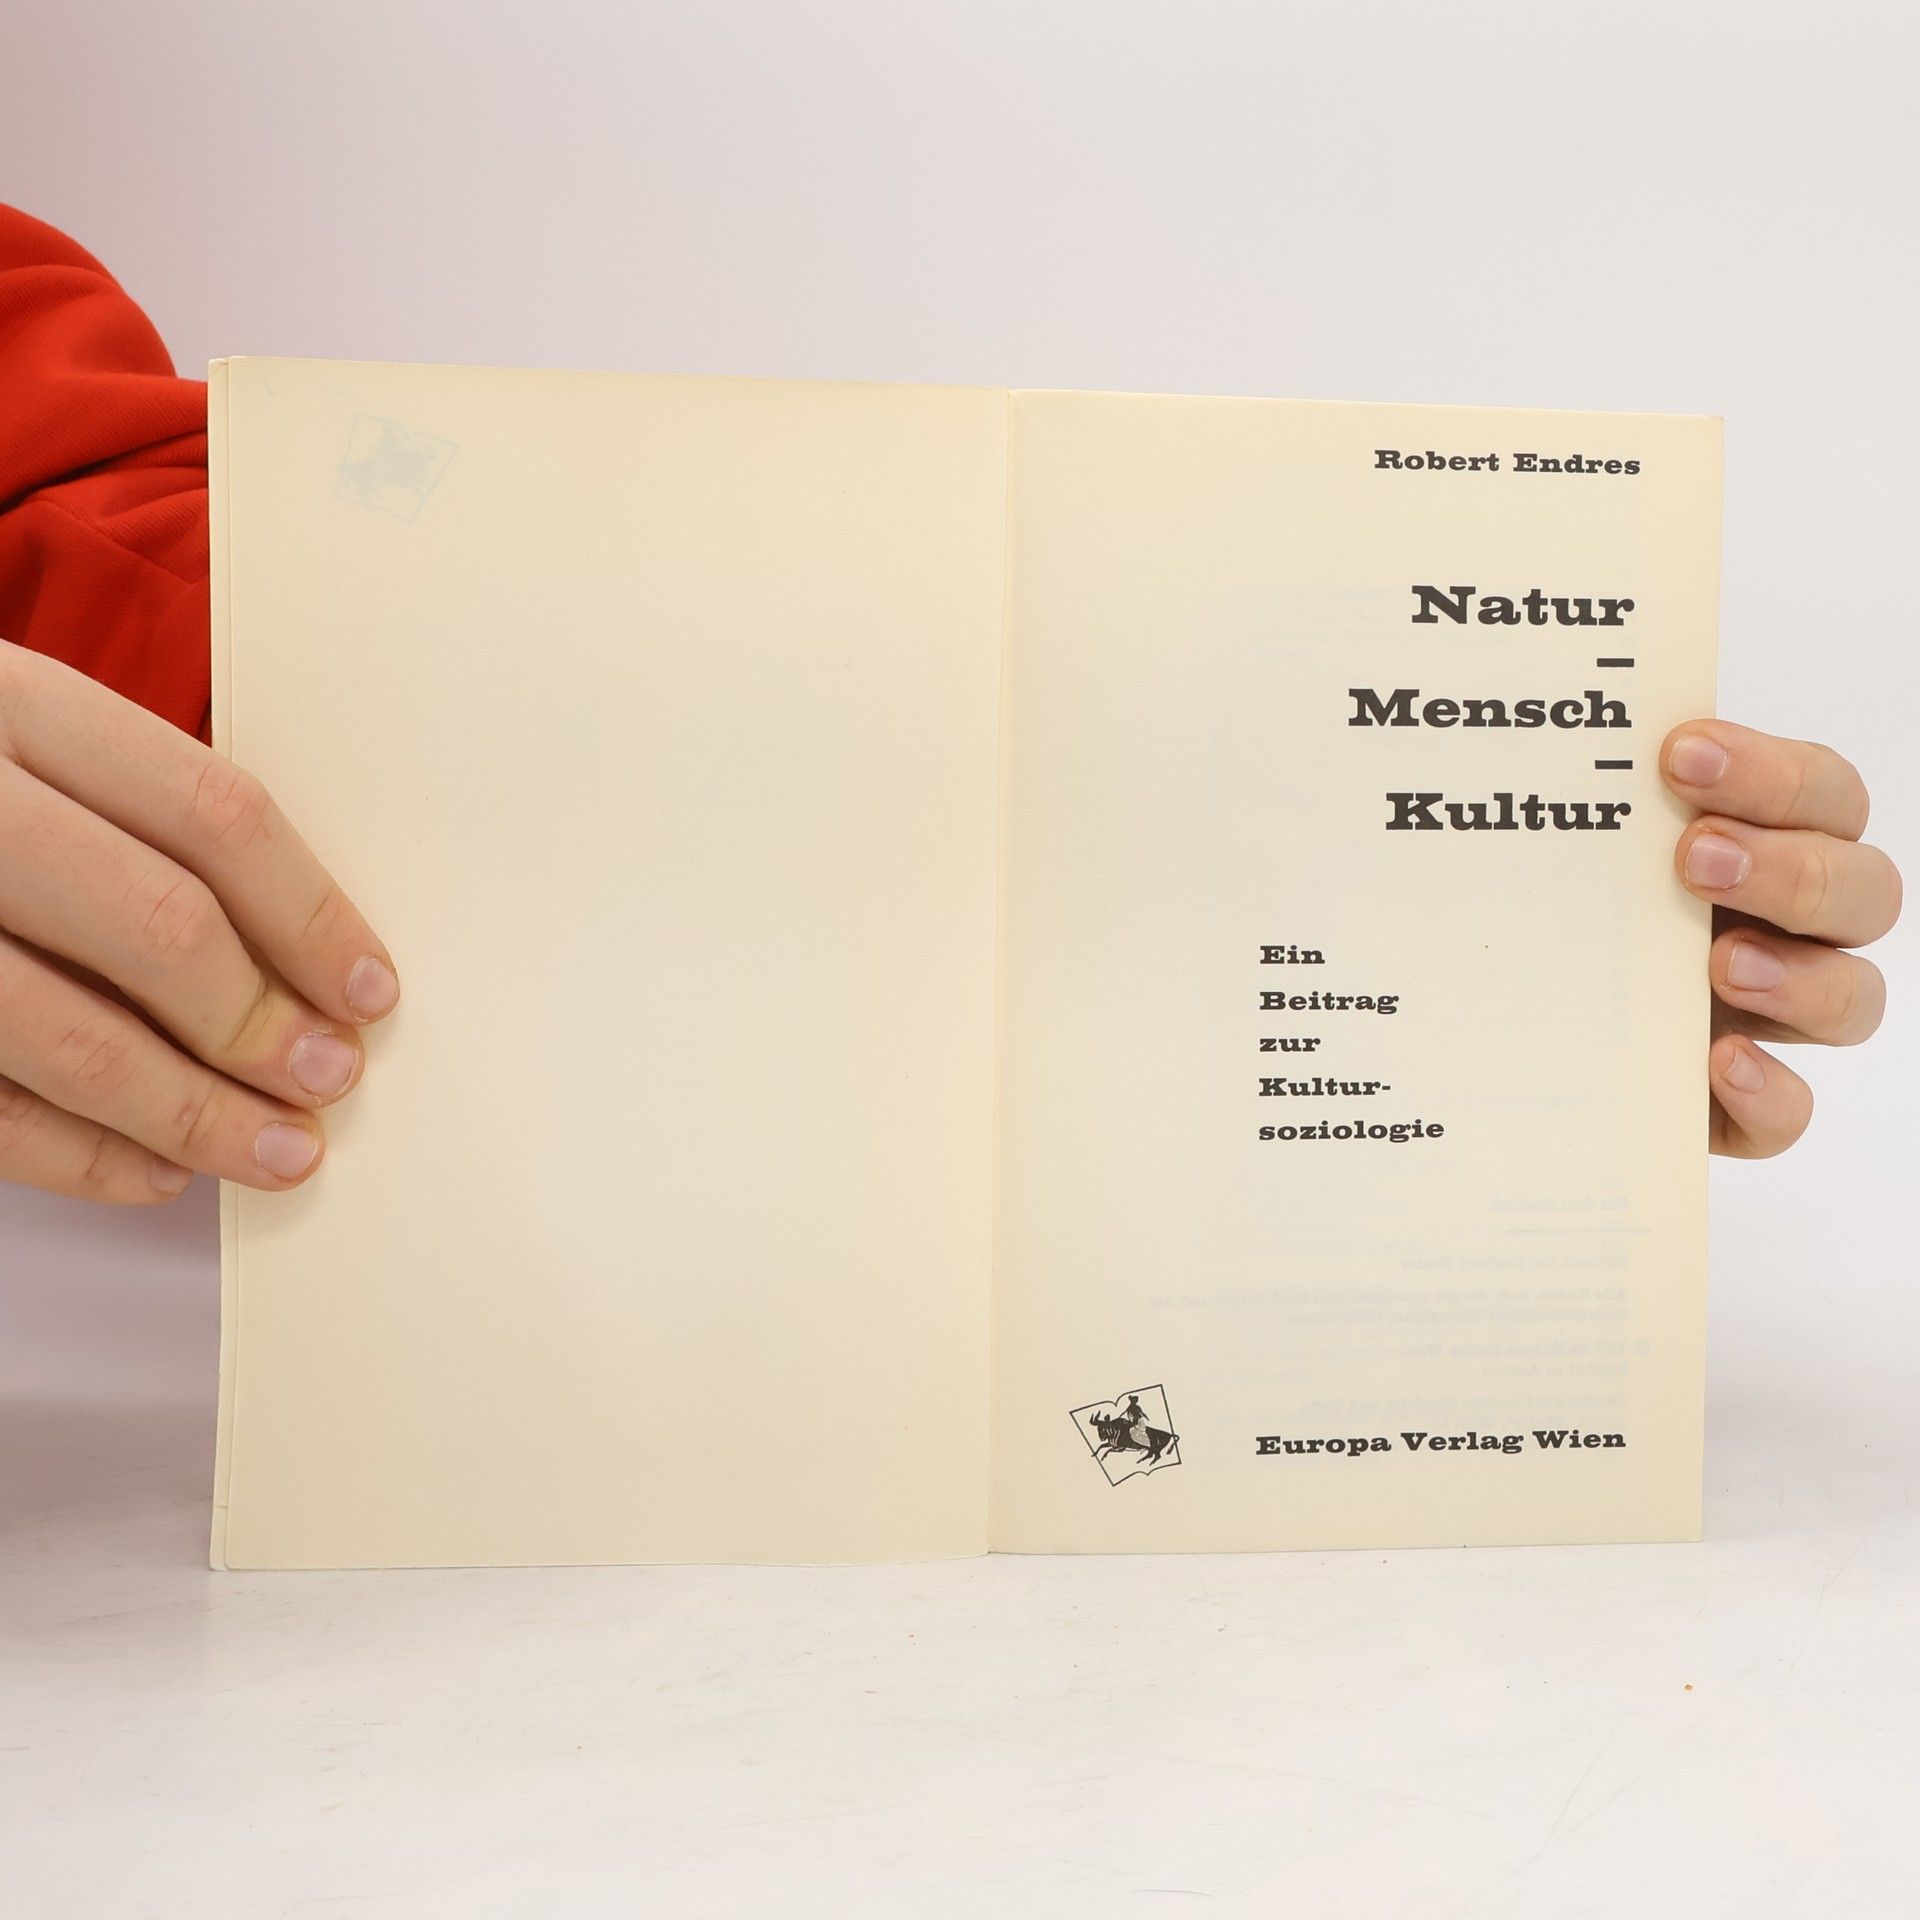 Robert Endres
Natur
–
Mensch
–
Kultur
Ein
Beitrag
zur
Kultur-
soziologie
Europa Verlag Wien